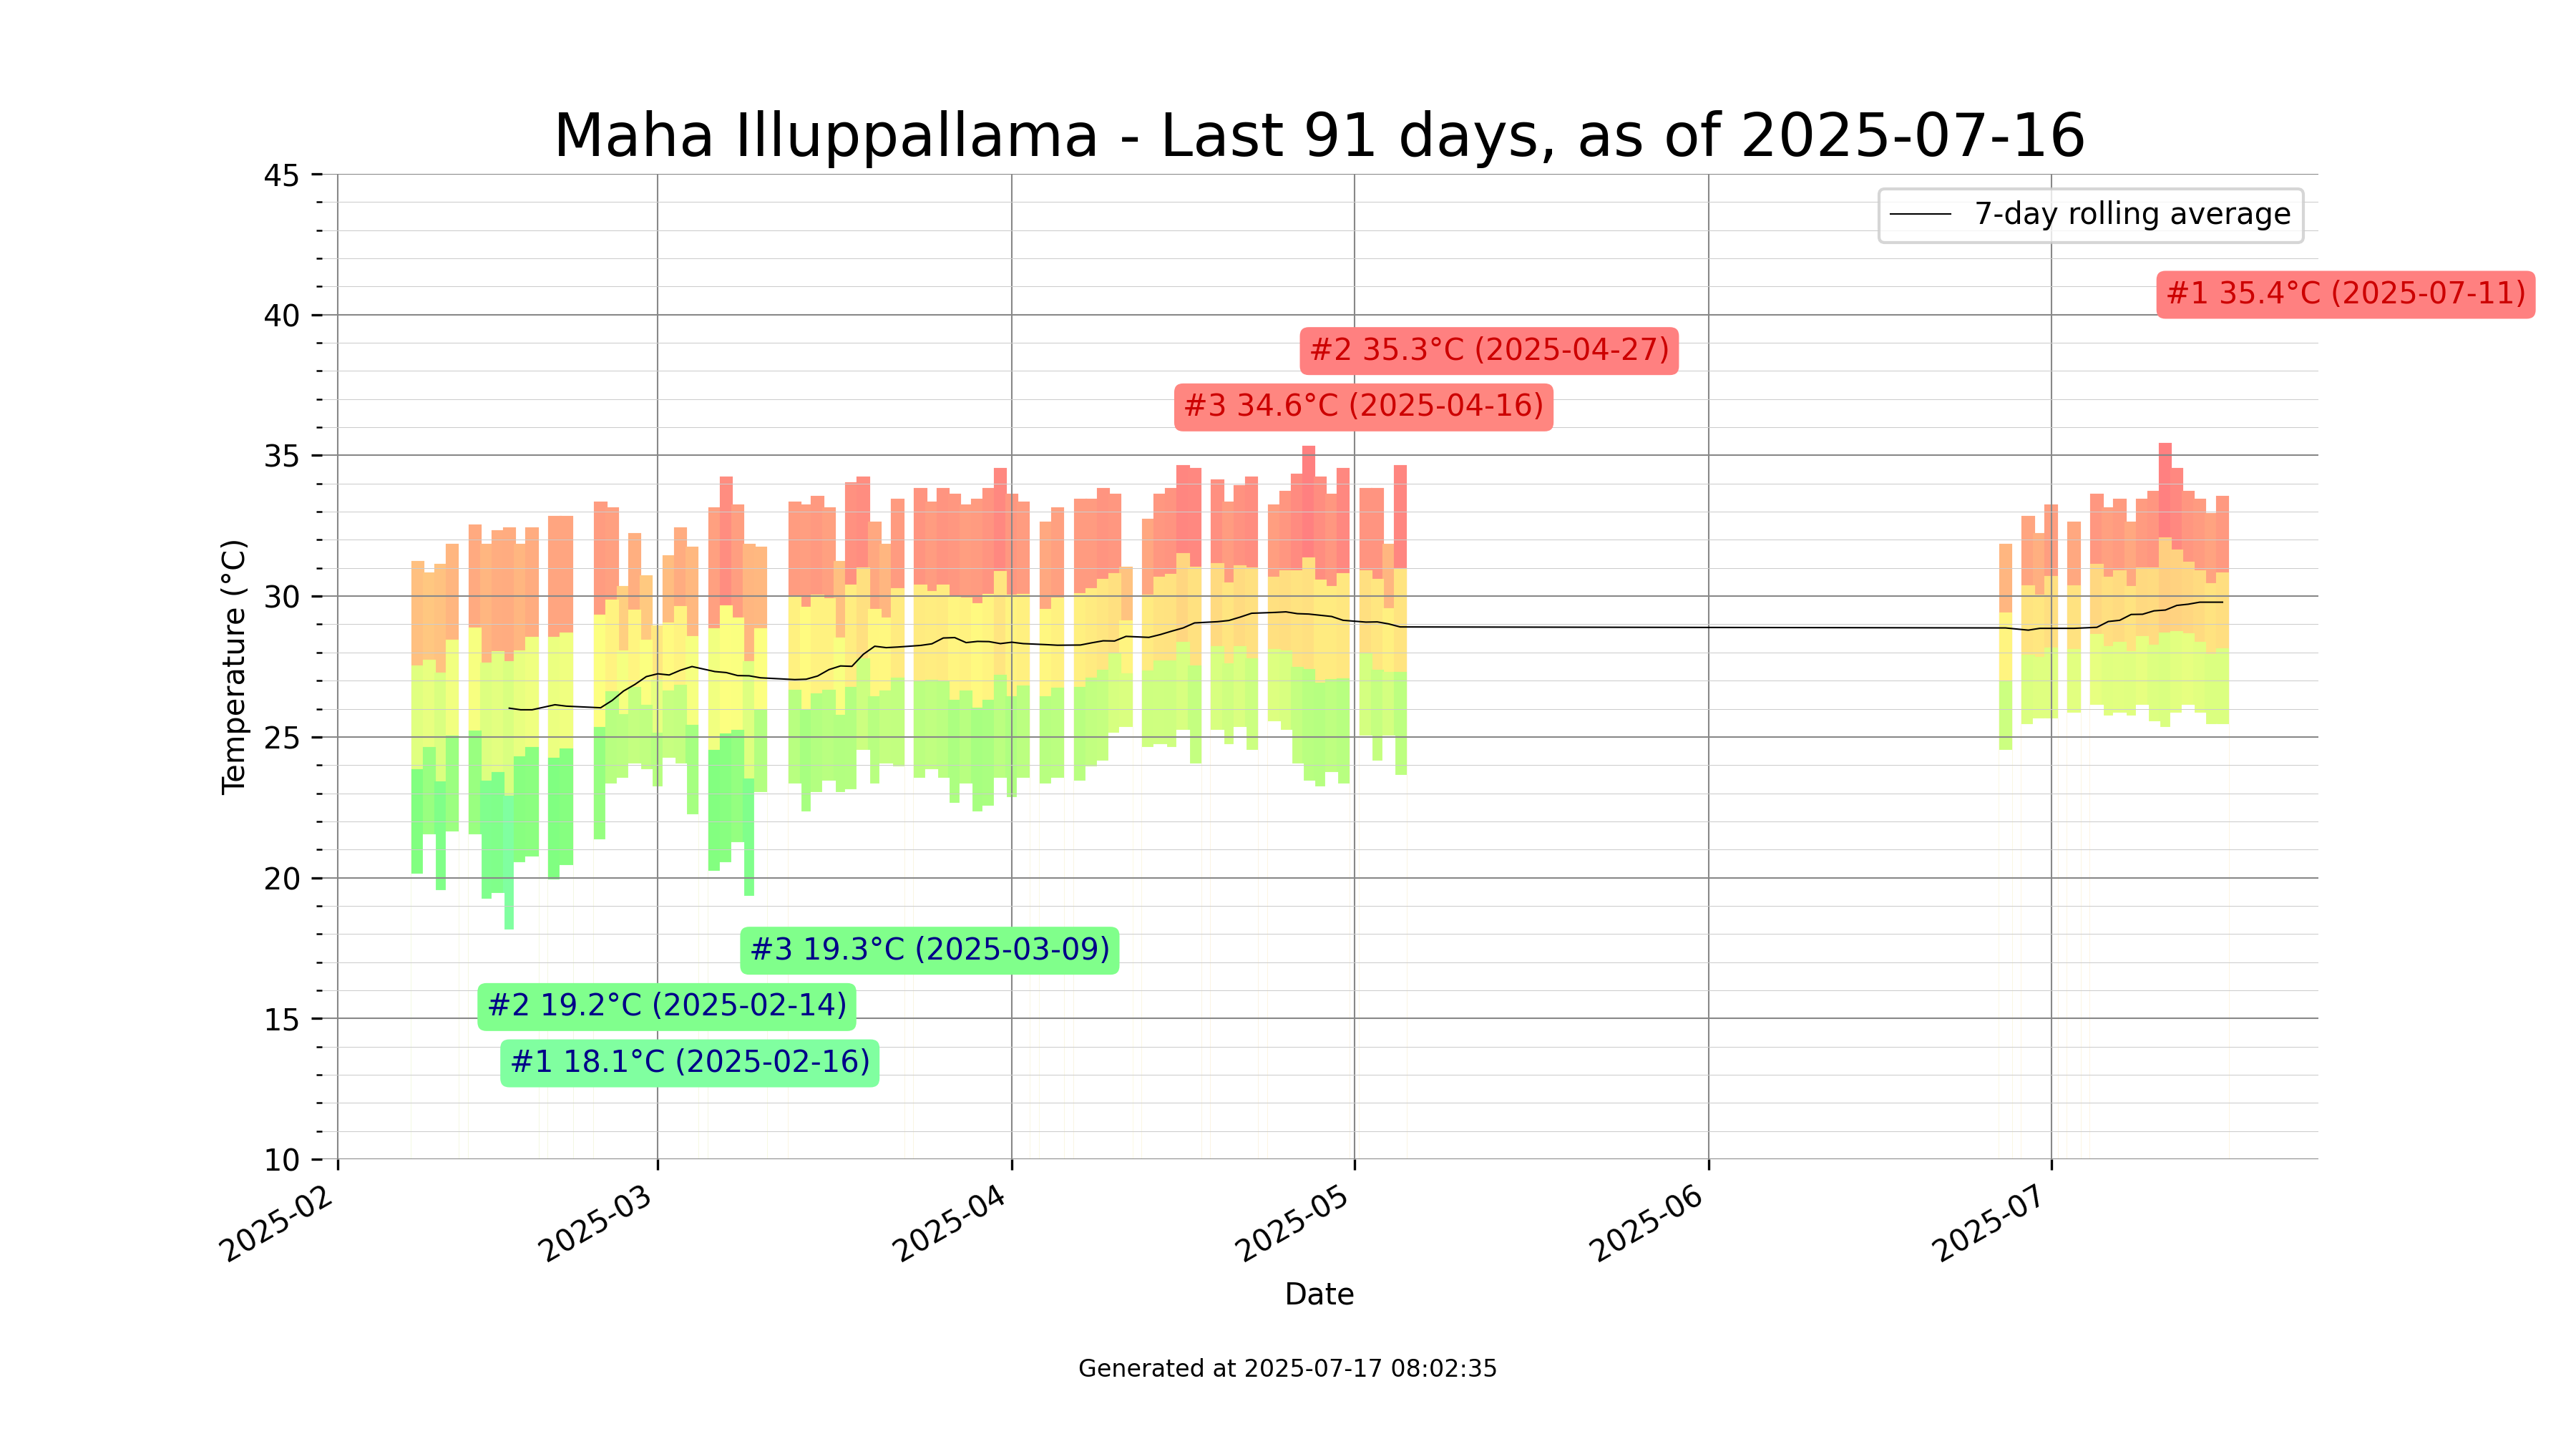 Maha Illuppallama - Last 91 days, as of 2025-07-16
45
40
35
30
25
20
15
10
Temperature (°C)
7-day rolling average
#1 35.4°C (2025-07-11)
#2 35.3°C (2025-04-27)
#3 34.6°C (2025-04-16)
#3 19.3°C (2025-03-09)
#2 19.2°C (2025-02-14)
#1 18.1°C (2025-02-16)
2025-02
2025-03
2025-04
2025-05
2025-06
2025-07
Date
Generated at 2025-07-17 08:02:35